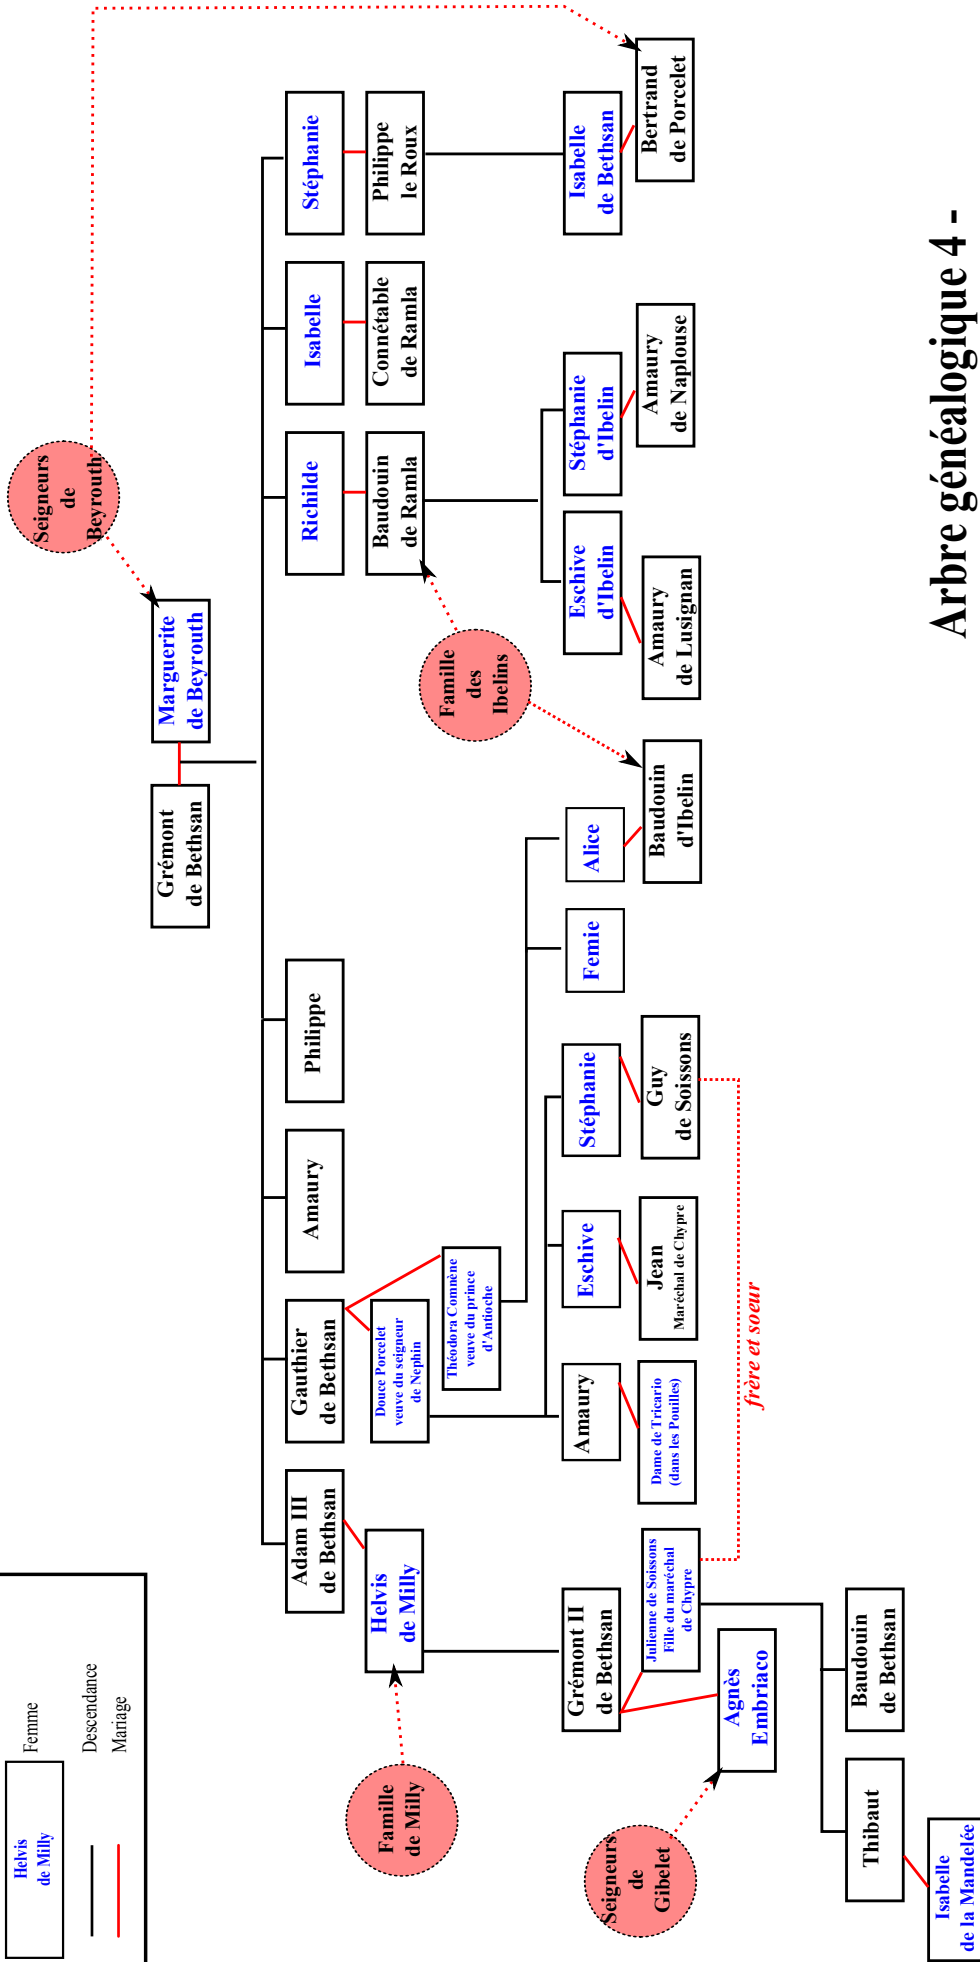 Helvis
de Milly
Femme
Descendance
Mariage
Seigneurs
de
Beyrouth
Grémont
de Bethsan
Marguerite
de Beyrouth
Adam III
de Bethsan
Gauthier
de Bethsan
Amaury
Philippe
Richilde
Isabelle
Stéphanie
Helvis
de Milly
Douce Porcelet
veuve du seigneur
de Nephin
Théodora Comnène
veuve du prince
d'Antioche
Baudouin
de Ramla
Connétable
de Ramla
Philippe
le Roux
Famille
de Milly
Famille
des
Ibelins
Grémont II
de Bethsan
Amaury
Eschive
Stéphanie
Femie
Alice
Eschive
d'Ibelin
Stéphanie
d'Ibelin
Isabelle
de Bethsan
Julienne de Soissons
Fille du maréchal
de Chypre
Dame de Tricario
(dans les Pouilles)
Jean
Maréchal de Chypre
Guy
de Soissons
Baudouin
d'Ibelin
Amaury
de Lusignan
Amaury
de Naplouse
Bertrand
de Porcelet
Seigneurs
de
Gibelet
Agnès
Embriaco
frère et soeur
Thibaut
Baudouin
de Bethsan
Isabelle
de la Mandelée
Arbre généalogique 4 -